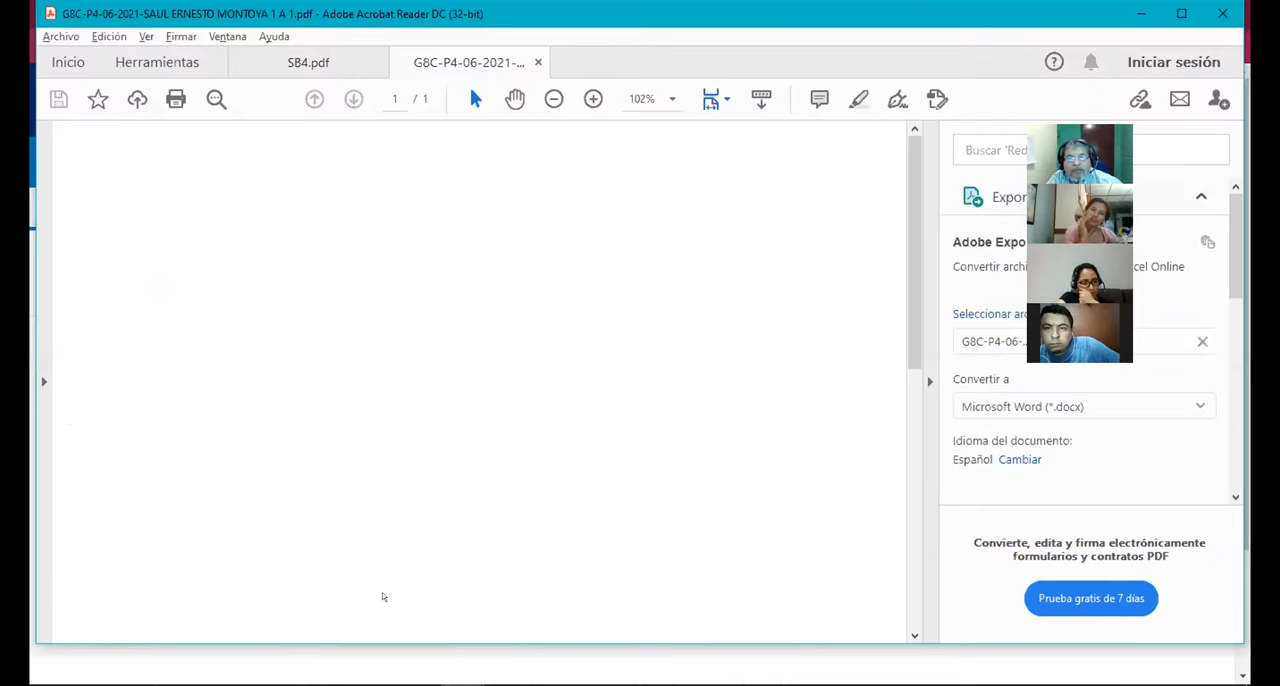 G8C-P4-06-2021-SAUL ERNESTO MONTOYA 1 A 1.pdf - Adobe Acrobat Reader DC (32-bit)
Archivo Edición Ver Firmar Ventana Ayuda
Inicio Herramientas SB4.pdf G8C-P4-06-2021-... Iniciar sesión
1 / 1 102%
Buscar 'Red
Expor
Adobe Expo
Convertir archi cel Online
Seleccionar arc
G8C-P4-06-..
Convertir a
Microsoft Word (*.docx)
Idioma del documento:
Español Cambiar
Convierte, edita y firma electrónicamente
formularios y contratos PDF
Prueba gratis de 7 días